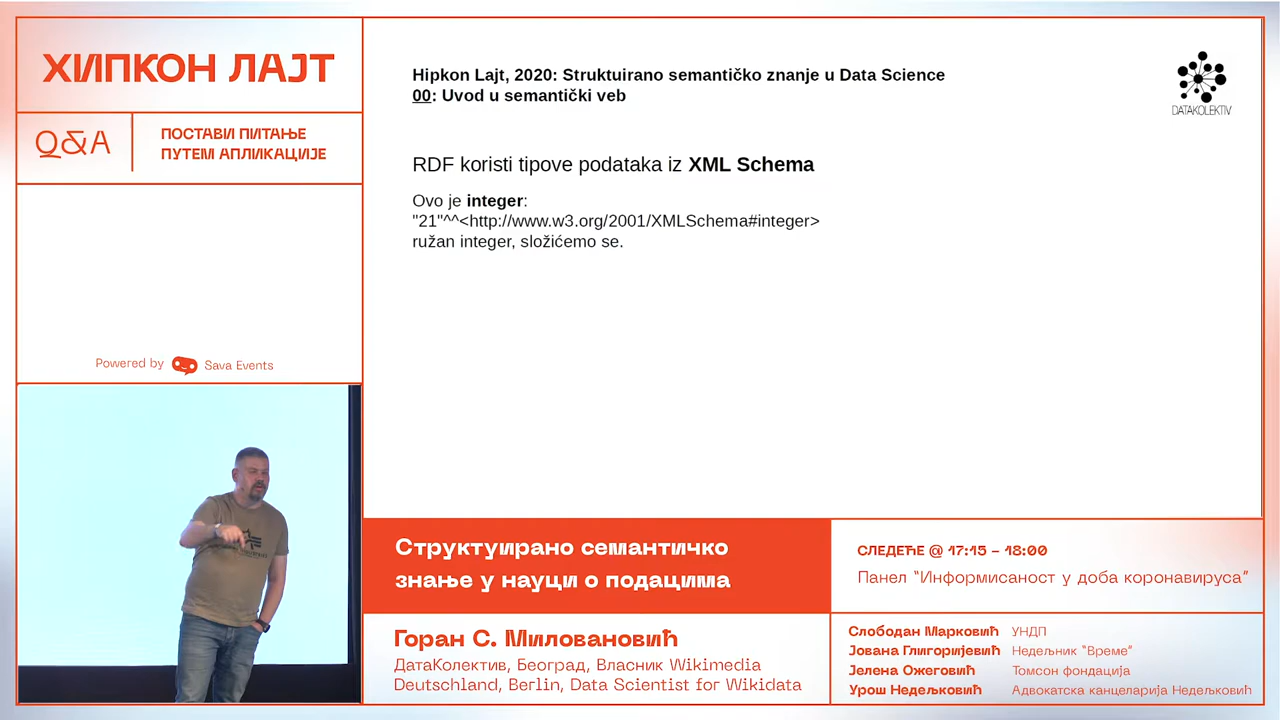 ХИПКОН ЛАЈТ
Q&A
ПОСТАВИ ПИТАЊЕ
ПУТЕМ АПЛИКАЦИЈЕ
Powered by Sava Events
Hipkon Lajt, 2020: Struktuirano semantičko znanje u Data Science
00: Uvod u semantički veb
DATAKOLEKTIV
RDF koristi tipove podataka iz XML Schema
Ovo je integer:
"21"^^<http://www.w3.org/2001/XMLSchema#integer>
ružan integer, složićemo se.
Структуирано семантичко
знање у науци о подацима
Горан С. Миловановић
ДатаКолектив, Београд, Власник Wikimedia
Deutschland, Berlin, Data Scientist for Wikidata
СЛЕДЕЋЕ @ 17:15 – 18:00
Панел “Информисаност у доба коронавируса”
Слободан Марковић УНДП
Јована Глигоријевић Недељник “Време”
Јелена Ожеговић Томсон фондација
Урош Недељковић Адвокатска канцеларија Недељковић